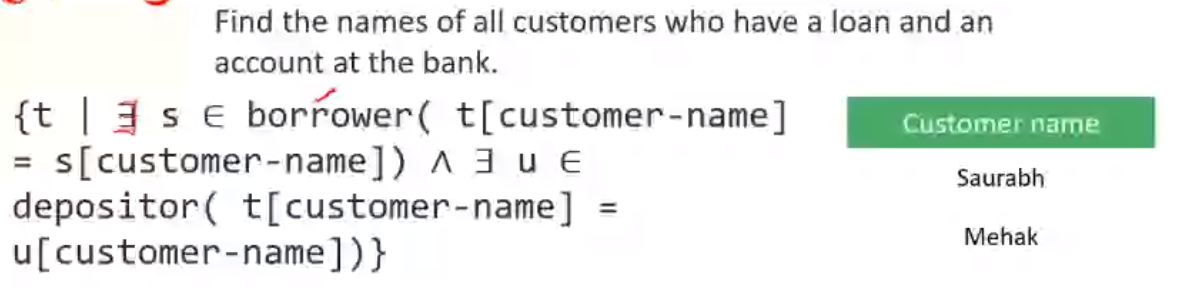 Find the names of all customers who have a loan and an
account at the bank.
{t | ∃ s ∈ borrower( t[customer-name]
= s[customer-name]) ∧ ∃ u ∈
depositor( t[customer-name] =
u[customer-name])}
Customer name
Saurabh
Mehak